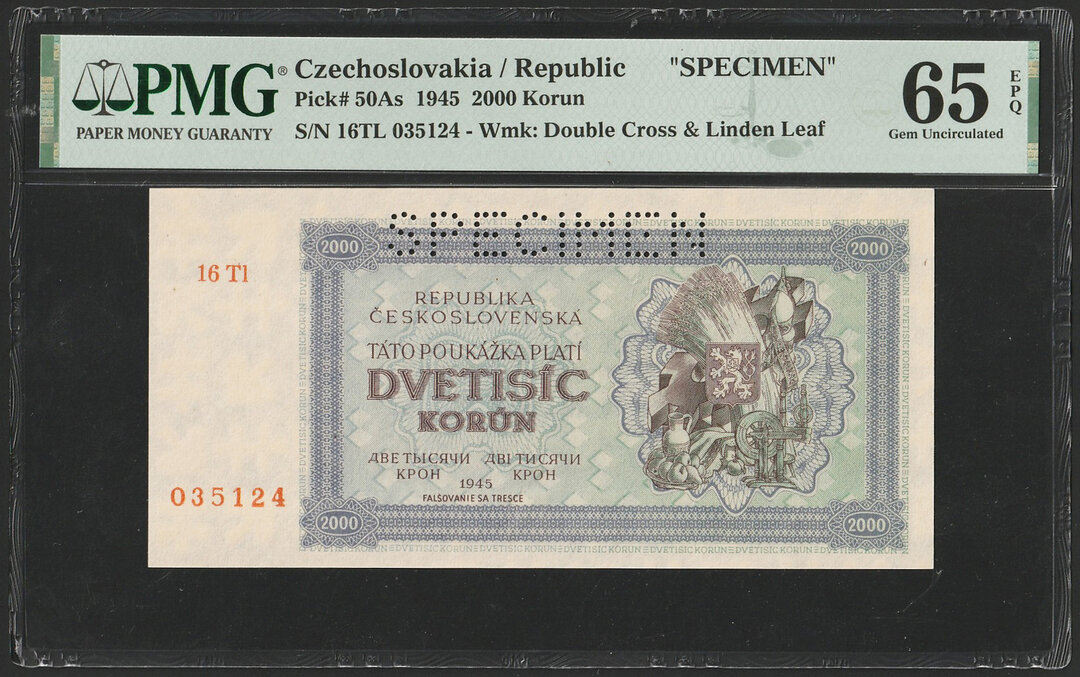 PMG ® Czechoslovakia / Republic "SPECIMEN"
Pick# 50As 1945 2000 Korun
PAPER MONEY GUARANTY
S/N 16TL 035124 - Wmk: Double Cross & Linden Leaf
65 EPQ
Gem Uncirculated
SPECIMEN
2000 2000
16 Tl
REPUBLIKA
ČESKOSLOVENSKÁ
TÁTO POUKÁŽKA PLATÍ
DVETISÍC
KORÚN
ДВЕ ТЫСЯЧИ ДВІ ТИСЯЧИ
КРОН КРОН
1945
FALŠOVANIE SA TRESCE
035124
2000 2000